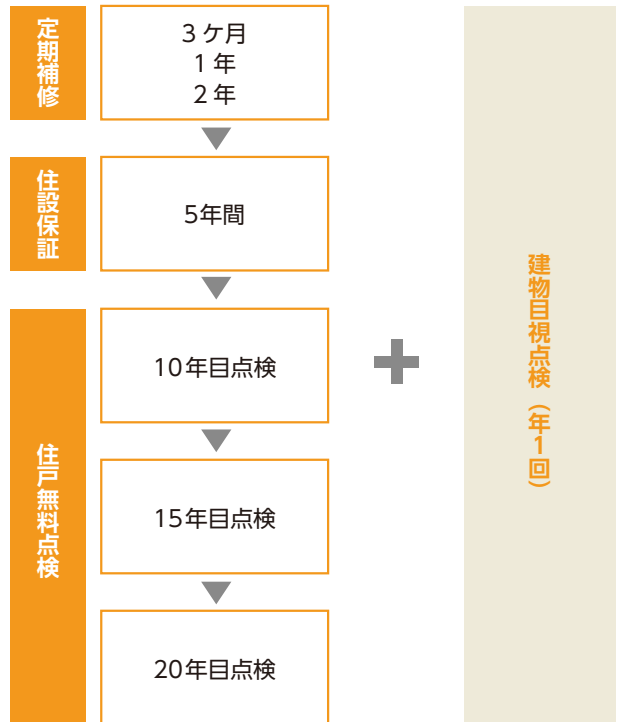 定期補修
3ケ月
1年
2年
住設保証
5年間
住戸無料点検
10年目点検
15年目点検
20年目点検
建物目視点検（年1回）